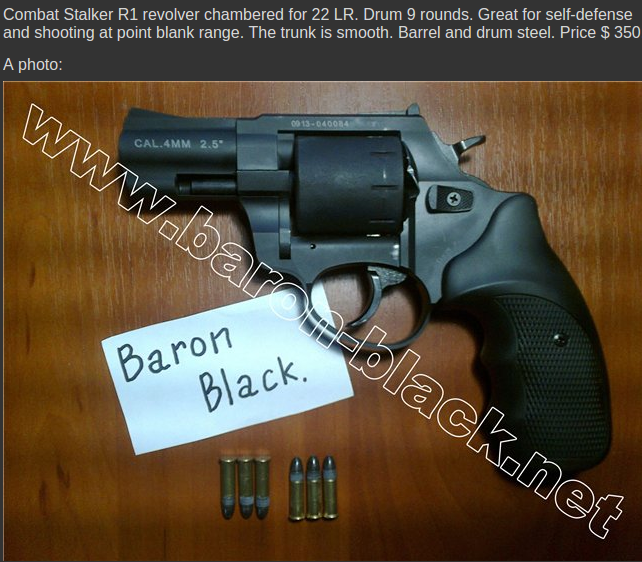 Combat Stalker R1 revolver chambered for 22 LR. Drum 9 rounds. Great for self-defense
and shooting at point blank range. The trunk is smooth. Barrel and drum steel. Price $ 350
A photo:
0913-040084
CAL.4MM 2.5"
www.baron-black.net
Baron
Black.